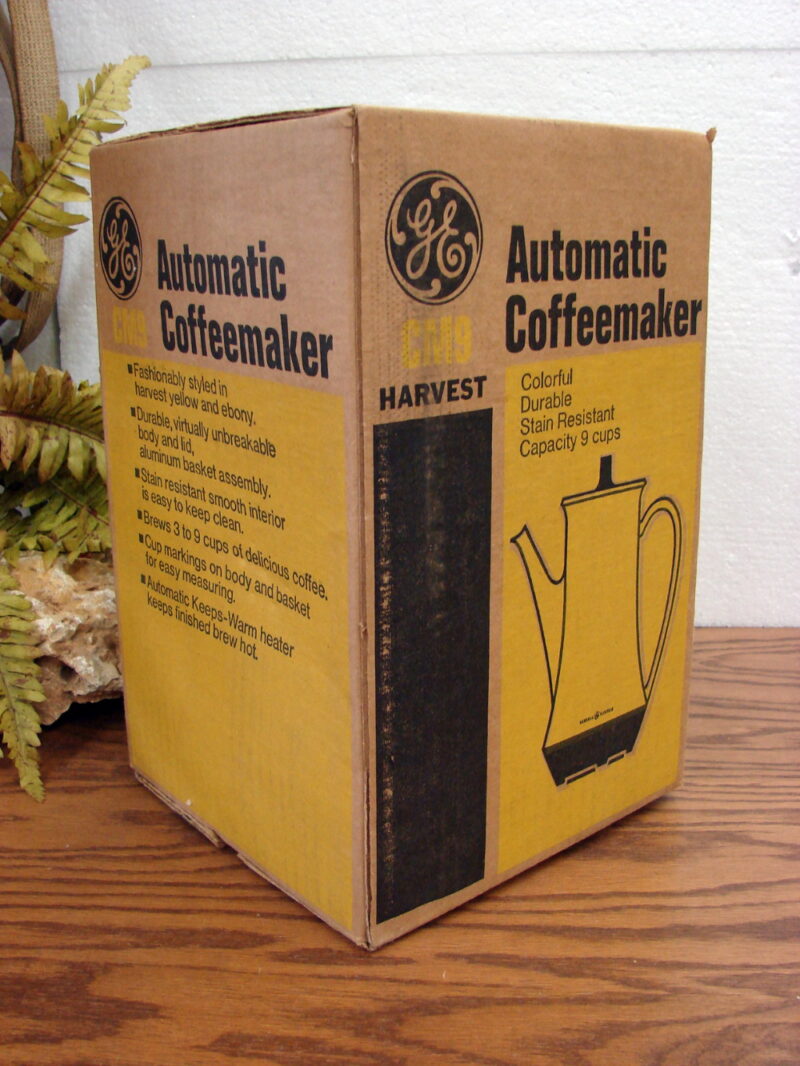 GE
Automatic
CM9 Coffeemaker
■Fashionably styled in
harvest yellow and ebony.
■Durable, virtually unbreakable
body and lid,
aluminum basket assembly.
■Stain resistant smooth interior
is easy to keep clean.
■Brews 3 to 9 cups of delicious coffee.
■Cup markings on body and basket
for easy measuring.
■Automatic Keeps-Warm heater
keeps finished brew hot.
GE
Automatic
CM9 Coffeemaker
HARVEST
Colorful
Durable
Stain Resistant
Capacity 9 cups